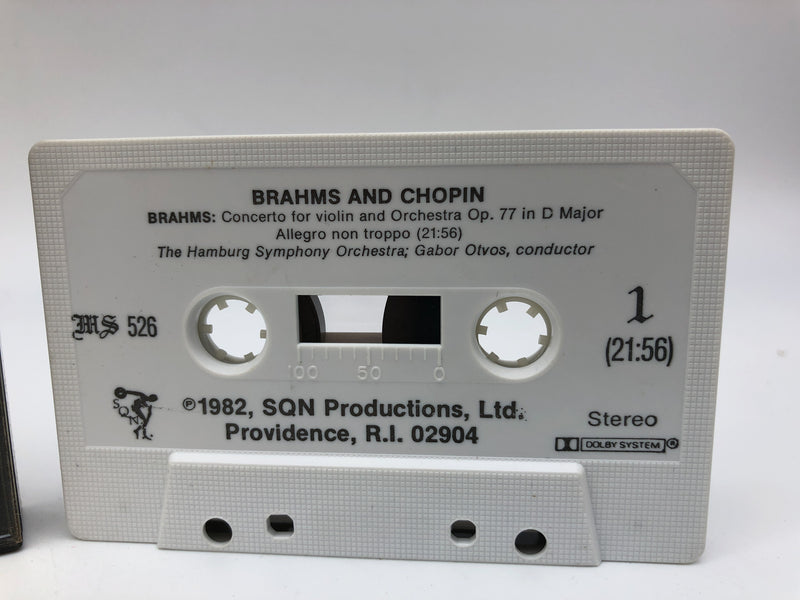 BRAHMS AND CHOPIN
BRAHMS: Concerto for violin and Orchestra Op. 77 in D Major
Allegro non troppo (21:56)
The Hamburg Symphony Orchestra; Gabor Otvos, conductor
MS 526
1
(21:56)
100 50 0
SQN
℗1982, SQN Productions, Ltd.
Providence, R.I. 02904
Stereo
DOLBY SYSTEM®